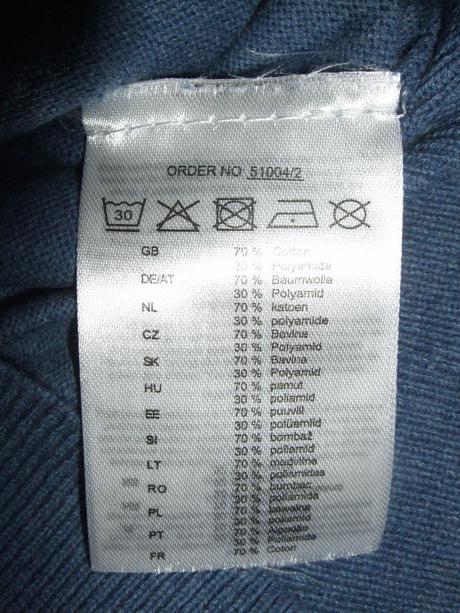 ORDER NO 51004/2
30
GB 70 % Cotton
30 % Polyamide
DE/AT 70 % Baumwolle
30 % Polyamid
NL 70 % katoen
30 % polyamide
CZ 70 % Bavlna
30 % Polyamid
SK 70 % Bavlna
30 % Polyamid
HU 70 % pamut
30 % poliamid
EE 70 % puuvill
30 % polüamiid
SI 70 % bombaž
30 % poliamid
LT 70 % medvilnė
30 % poliamidas
RO 70 % bumbac
30 % poliamida
PL 70 % bawełna
30 % poliamid
PT 70 %
30 % Poliamida
FR 70 % Coton